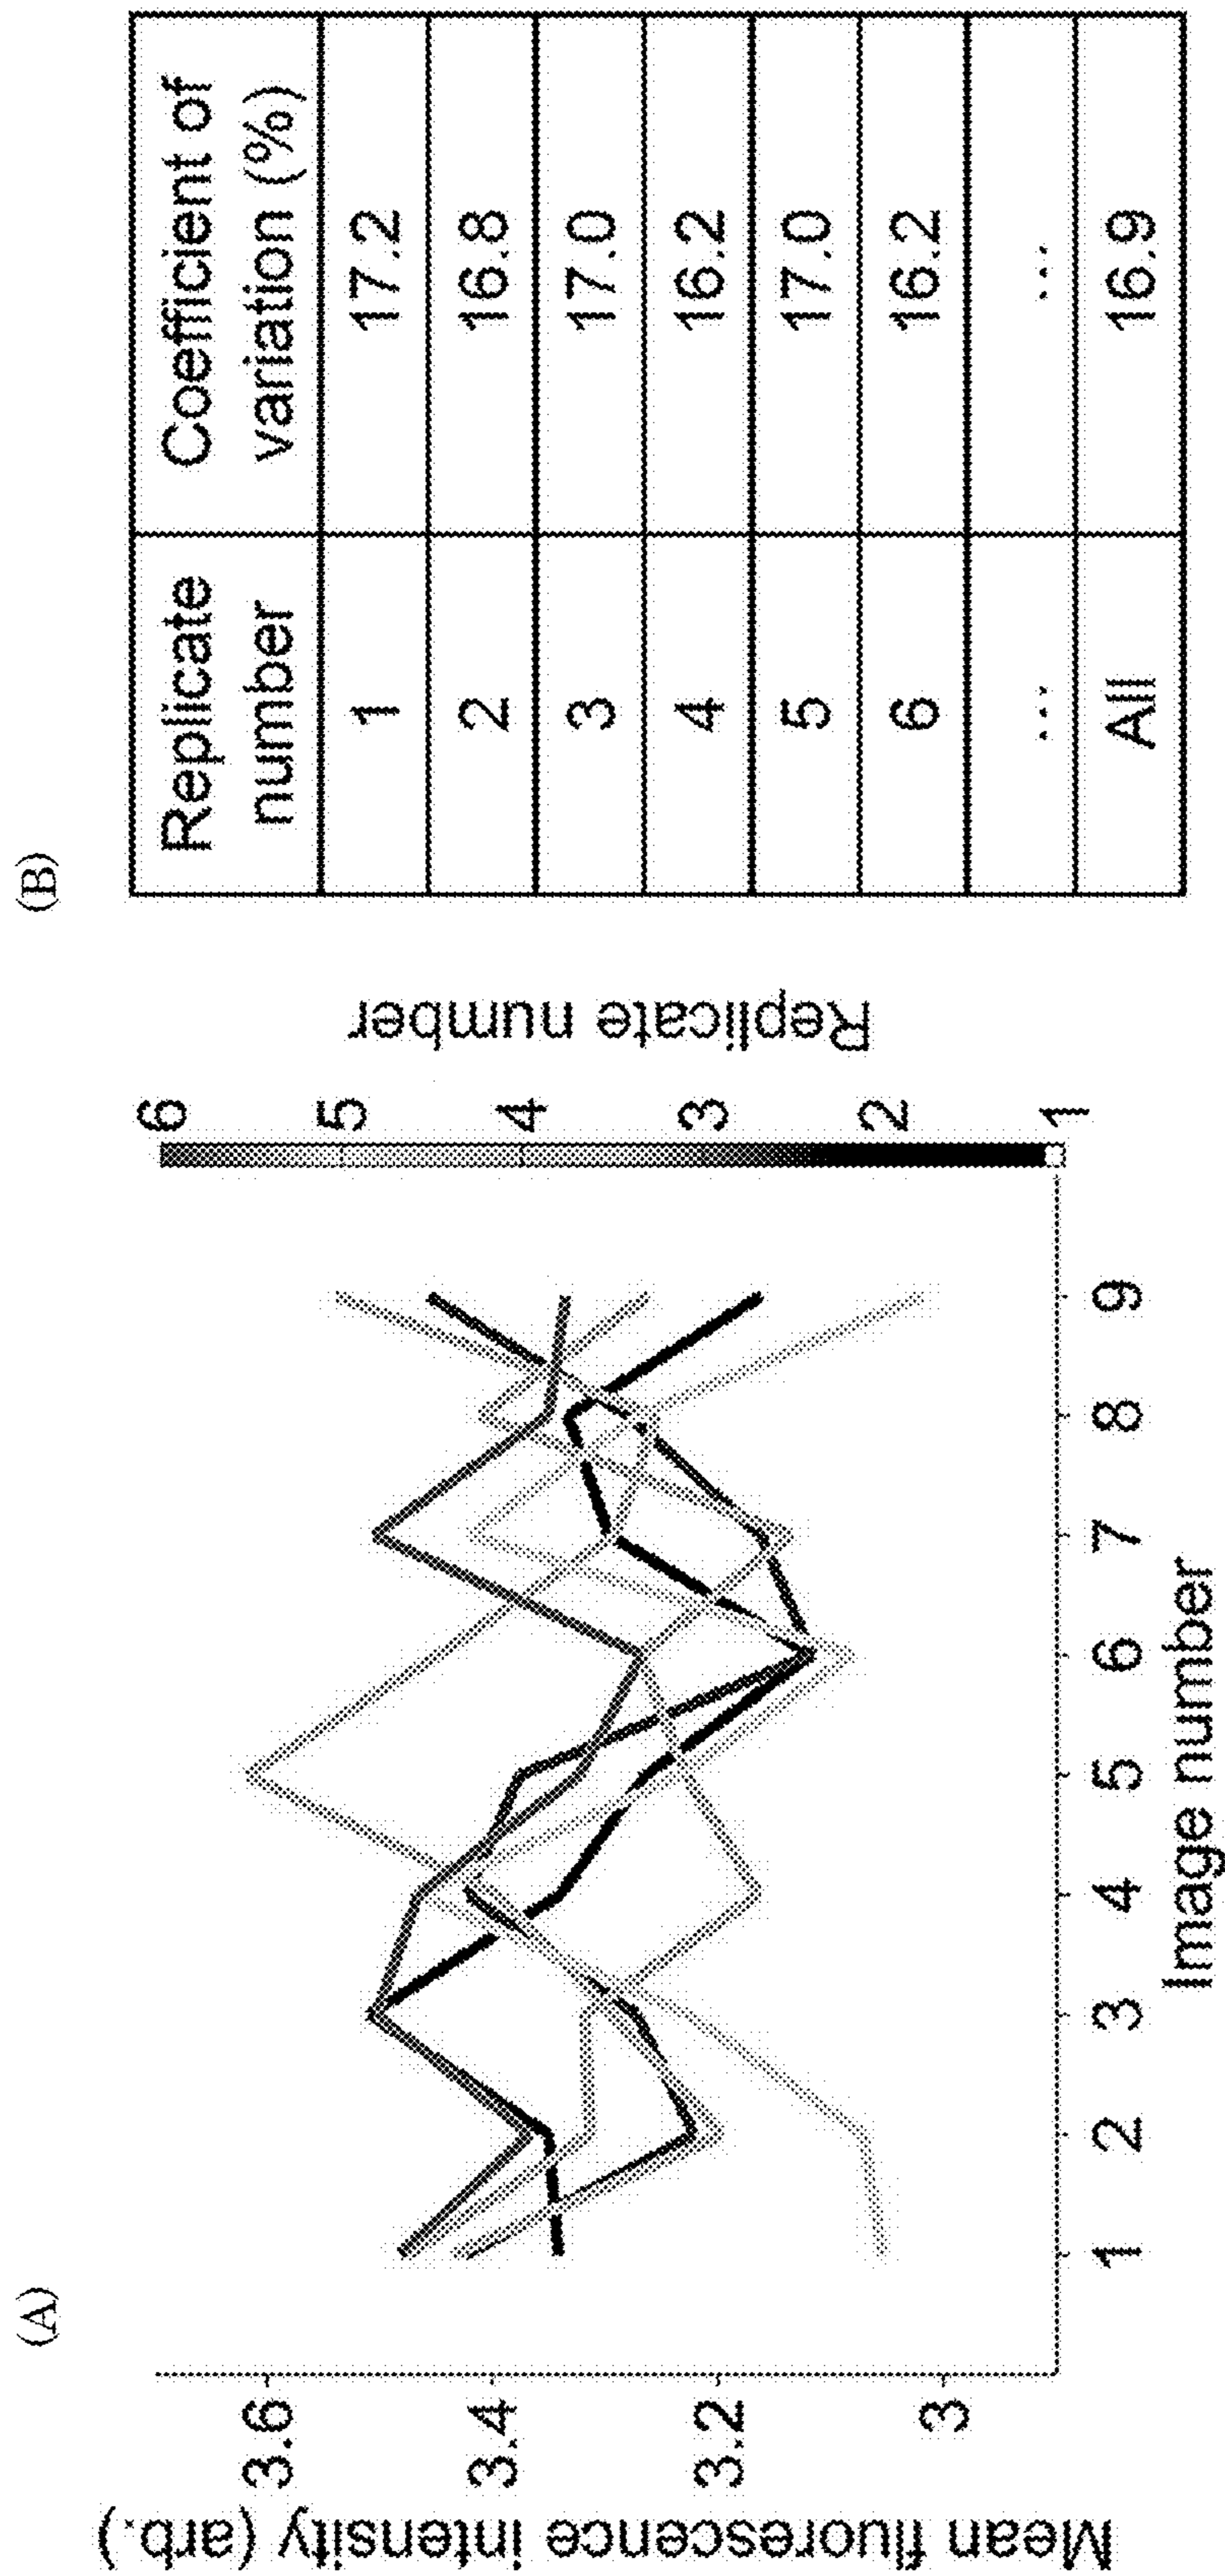 (A)
Mean fluorescence intensity (arb.)
3.6
3.4
3.2
3
1 2 3 4 5 6 7 8 9
Image number
6
5
4
3
2
1
Replicate number
(B)
Replicate number Coefficient of variation (%)
1 17.2
2 16.8
3 17.0
4 16.2
5 17.0
6 16.2
... ...
All 16.9